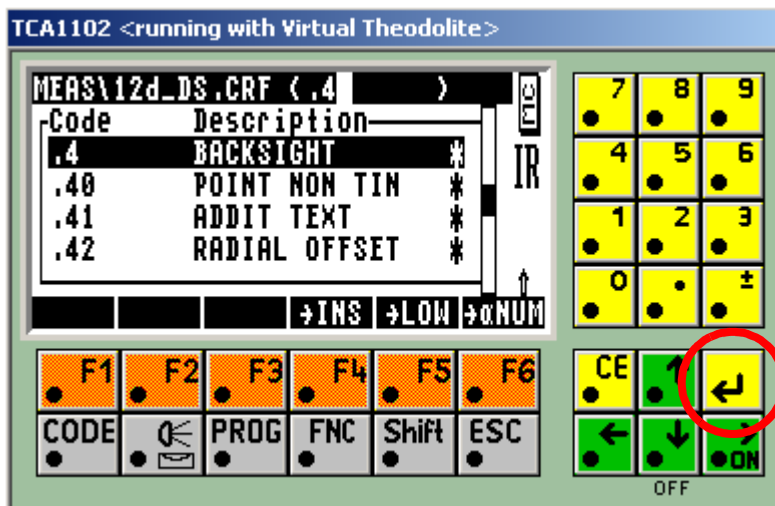 TCA1102 <running with Virtual Theodolite>
MEAS\12d_DS.CRF ( .4 )
Code Description
.4 BACKSIGHT *
.40 POINT NON TIN *
.41 ADDIT TEXT *
.42 RADIAL OFFSET *
MC
IR
→INS →LOW →αNUM
7 8 9
4 5 6
1 2 3
0 . ±
F1 F2 F3 F4 F5 F6
CE ↑ ↵
CODE PROG FNC Shift ESC
← ↓ → ON
OFF